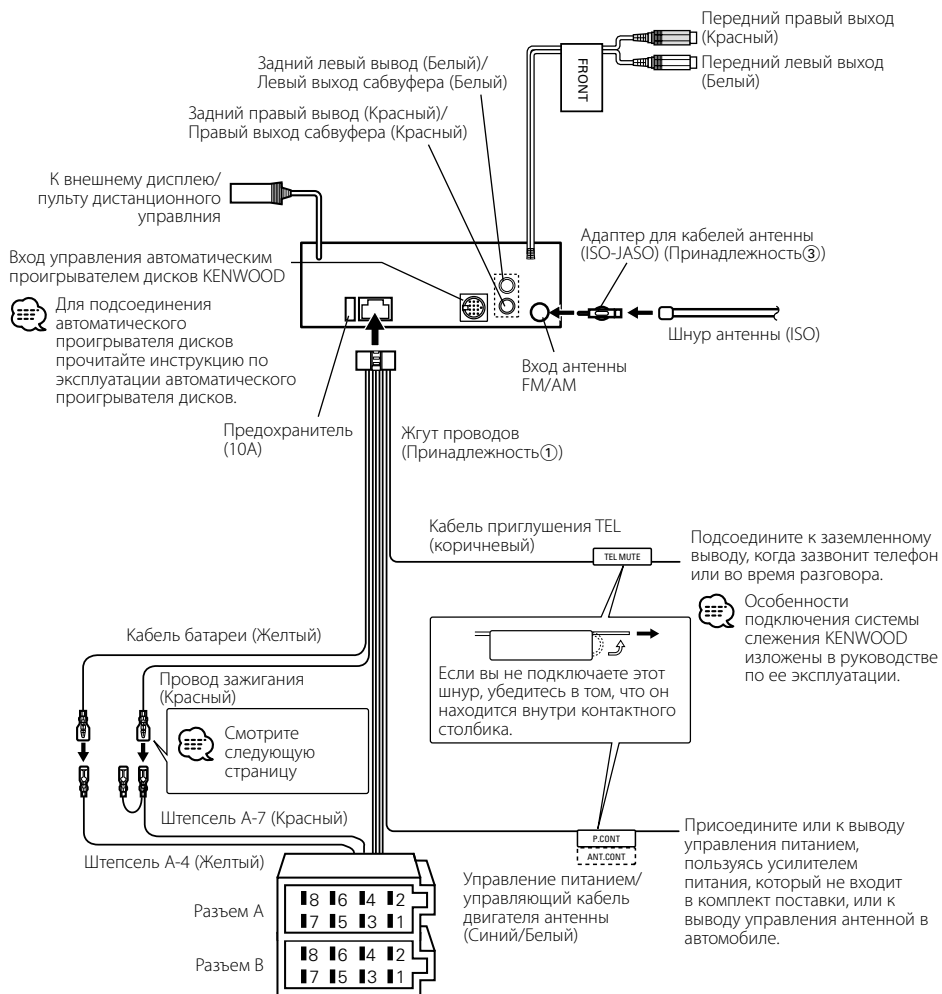 Передний правый выход
(Красный)
Передний левый выход
(Белый)
FRONT
Задний левый вывод (Белый)/
Левый выход сабвуфера (Белый)
Задний правый вывод (Красный)/
Правый выход сабвуфера (Красный)
К внешнему дисплею/
пульту дистанционного
управлния
Адаптер для кабелей антенны
(ISO-JASO) (Принадлежность③)
Вход управления автоматическим
проигрывателем дисков KENWOOD
Для подсоединения
автоматического
проигрывателя дисков
прочитайте инструкцию по
эксплуатации автоматического
проигрывателя дисков.
Шнур антенны (ISO)
Вход антенны
FM/AM
Предохранитель
(10A)
Жгут проводов
(Принадлежность①)
Кабель приглушения TEL
(коричневый)
TEL MUTE
Подсоедините к заземленному
выводу, когда зазвонит телефон
или во время разговора.
Особенности
подключения системы
слежения KENWOOD
изложены в руководстве
по ее эксплуатации.
Если вы не подключаете этот
шнур, убедитесь в том, что он
находится внутри контактного
столбика.
Кабель батареи (Желтый)
Провод зажигания
(Красный)
Смотрите
следующую
страницу
Штепсель А-7 (Красный)
Штепсель А-4 (Желтый)
P.CONT
ANT.CONT
Присоедините или к выводу
управления питанием,
пользуясь усилителем
питания, который не входит
в комплект поставки, или к
выводу управления антенной в
автомобиле.
Управление питанием/
управляющий кабель
двигателя антенны
(Синий/Белый)
Разъем А
8 6 4 2
7 5 3 1
Разъем В
8 6 4 2
7 5 3 1